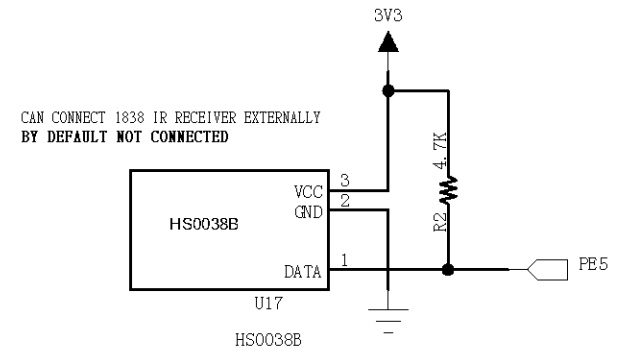 3V3
CAN CONNECT 1838 IR RECEIVER EXTERNALLY
BY DEFAULT NOT CONNECTED
4.7K
R2
VCC 3
GND 2
HS0038B
DATA 1
PE5
U17
HS0038B